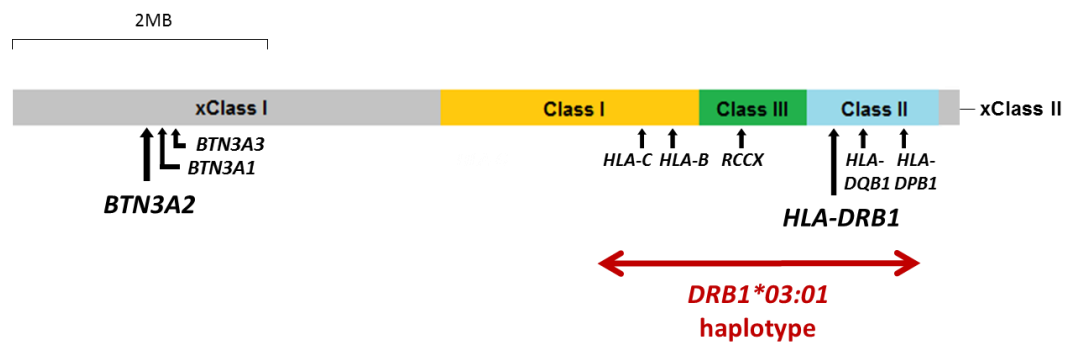 2MB
xClass I
Class I
Class III
Class II
xClass II
BTN3A3
BTN3A1
BTN3A2
HLA-C
HLA-B
RCCX
HLA-
DQB1
HLA-
DPB1
HLA-DRB1
DRB1*03:01
haplotype